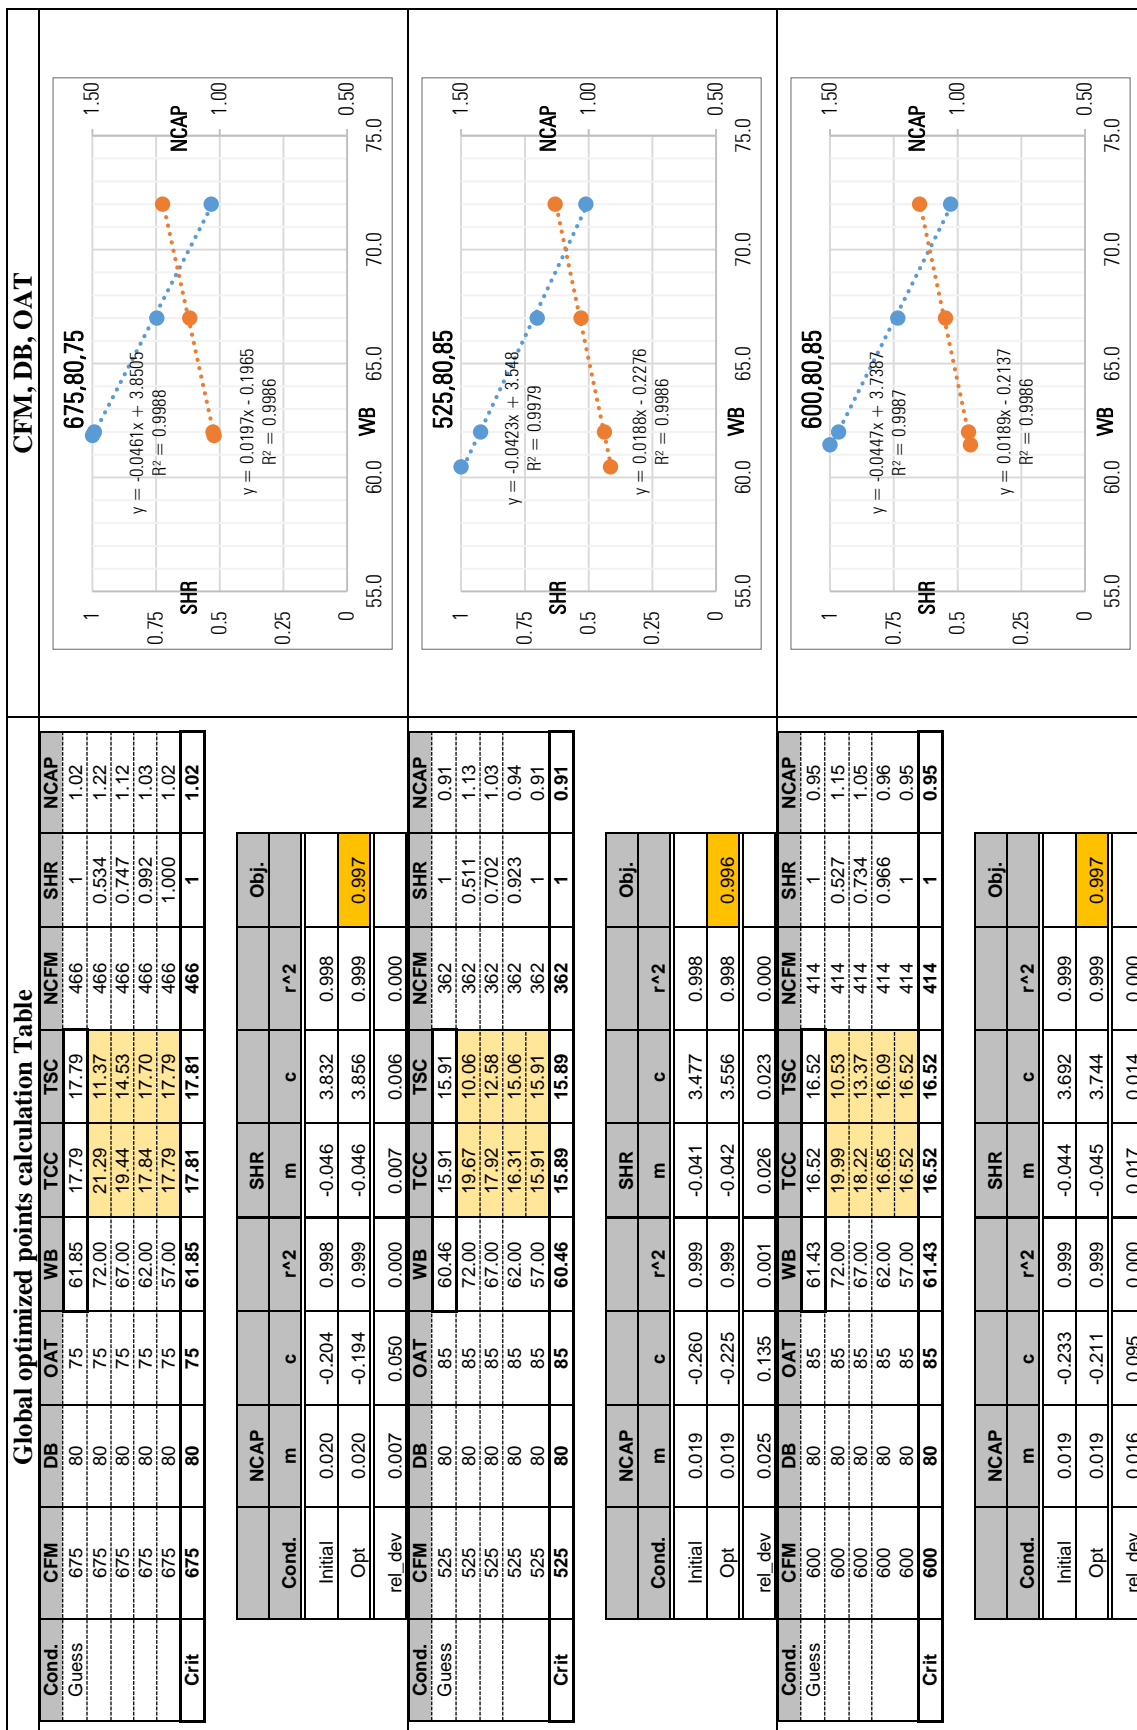 Global optimized points calculation Table CFM, DB, OAT
Cond. CFM DB OAT WB TCC TSC NCFM SHR NCAP
Guess 675 80 75 61.85 17.79 17.79 466 1 1.02
675 80 75 72.00 21.29 11.37 466 0.534 1.22
675 80 75 67.00 19.44 14.53 466 0.747 1.12
675 80 75 62.00 17.84 17.70 466 0.992 1.03
675 80 75 57.00 17.79 17.79 466 1.000 1.02
Crit 675 80 75 61.85 17.81 17.81 466 1 1.02
NCAP SHR Obj.
Cond. m c r^2 m c r^2
Initial 0.020 -0.204 0.998 -0.046 3.832 0.998
Opt 0.020 -0.194 0.999 -0.046 3.856 0.999 0.997
rel_dev 0.007 0.050 0.000 0.007 0.006 0.000
675,80,75
y = -0.0461x + 3.8505
R² = 0.9988
y = 0.0197x - 0.1965
R² = 0.9986
1 0.75 0.5 0.25 0
SHR
1.50 1.00 0.50
NCAP
55.0 60.0 65.0 70.0 75.0
WB
Cond. CFM DB OAT WB TCC TSC NCFM SHR NCAP
Guess 525 80 85 60.46 15.91 15.91 362 1 0.91
525 80 85 72.00 19.67 10.06 362 0.511 1.13
525 80 85 67.00 17.92 12.58 362 0.702 1.03
525 80 85 62.00 16.31 15.06 362 0.923 0.94
525 80 85 57.00 15.91 15.91 362 1 0.91
Crit 525 80 85 60.46 15.89 15.89 362 1 0.91
NCAP SHR Obj.
Cond. m c r^2 m c r^2
Initial 0.019 -0.260 0.999 -0.041 3.477 0.998
Opt 0.019 -0.225 0.999 -0.042 3.556 0.998 0.996
rel_dev 0.025 0.135 0.001 0.026 0.023 0.000
525,80,85
y = -0.0423x + 3.548
R² = 0.9979
y = 0.0188x - 0.2276
R² = 0.9986
1 0.75 0.5 0.25 0
SHR
1.50 1.00 0.50
NCAP
55.0 60.0 65.0 70.0 75.0
WB
Cond. CFM DB OAT WB TCC TSC NCFM SHR NCAP
Guess 600 80 85 61.43 16.52 16.52 414 1 0.95
600 80 85 72.00 19.99 10.53 414 0.527 1.15
600 80 85 67.00 18.22 13.37 414 0.734 1.05
600 80 85 62.00 16.65 16.09 414 0.966 0.96
600 80 85 57.00 16.52 16.52 414 1 0.95
Crit 600 80 85 61.43 16.52 16.52 414 1 0.95
NCAP SHR Obj.
Cond. m c r^2 m c r^2
Initial 0.019 -0.233 0.999 -0.044 3.692 0.999
Opt 0.019 -0.211 0.999 -0.045 3.744 0.999 0.997
rel_dev 0.016 0.095 0.000 0.017 0.014 0.000
600,80,85
y = -0.0447x + 3.7387
R² = 0.9987
y = 0.0189x - 0.2137
R² = 0.9986
1 0.75 0.5 0.25 0
SHR
1.50 1.00 0.50
NCAP
55.0 60.0 65.0 70.0 75.0
WB